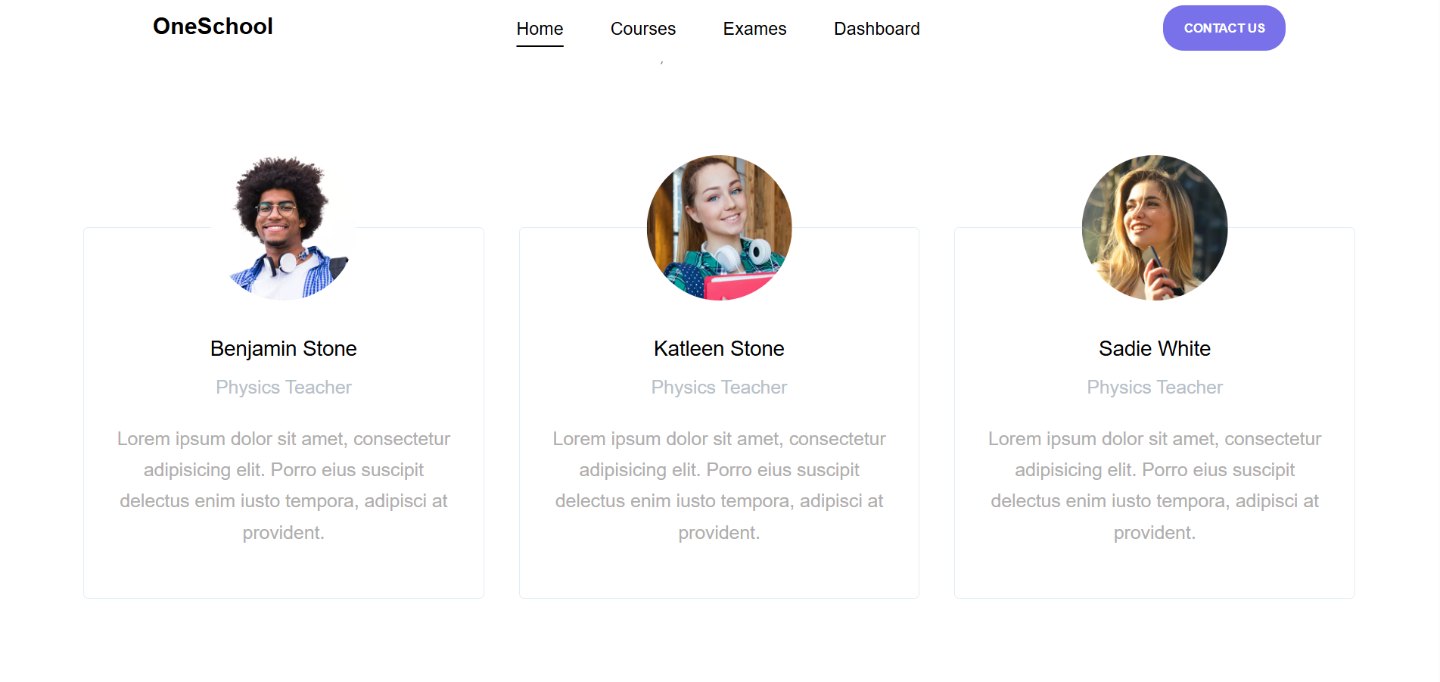 OneSchool
Home Courses Exames Dashboard
CONTACT US
Benjamin Stone
Physics Teacher
Lorem ipsum dolor sit amet, consectetur
adipisicing elit. Porro eius suscipit
delectus enim iusto tempora, adipisci at
provident.
Katleen Stone
Physics Teacher
Lorem ipsum dolor sit amet, consectetur
adipisicing elit. Porro eius suscipit
delectus enim iusto tempora, adipisci at
provident.
Sadie White
Physics Teacher
Lorem ipsum dolor sit amet, consectetur
adipisicing elit. Porro eius suscipit
delectus enim iusto tempora, adipisci at
provident.